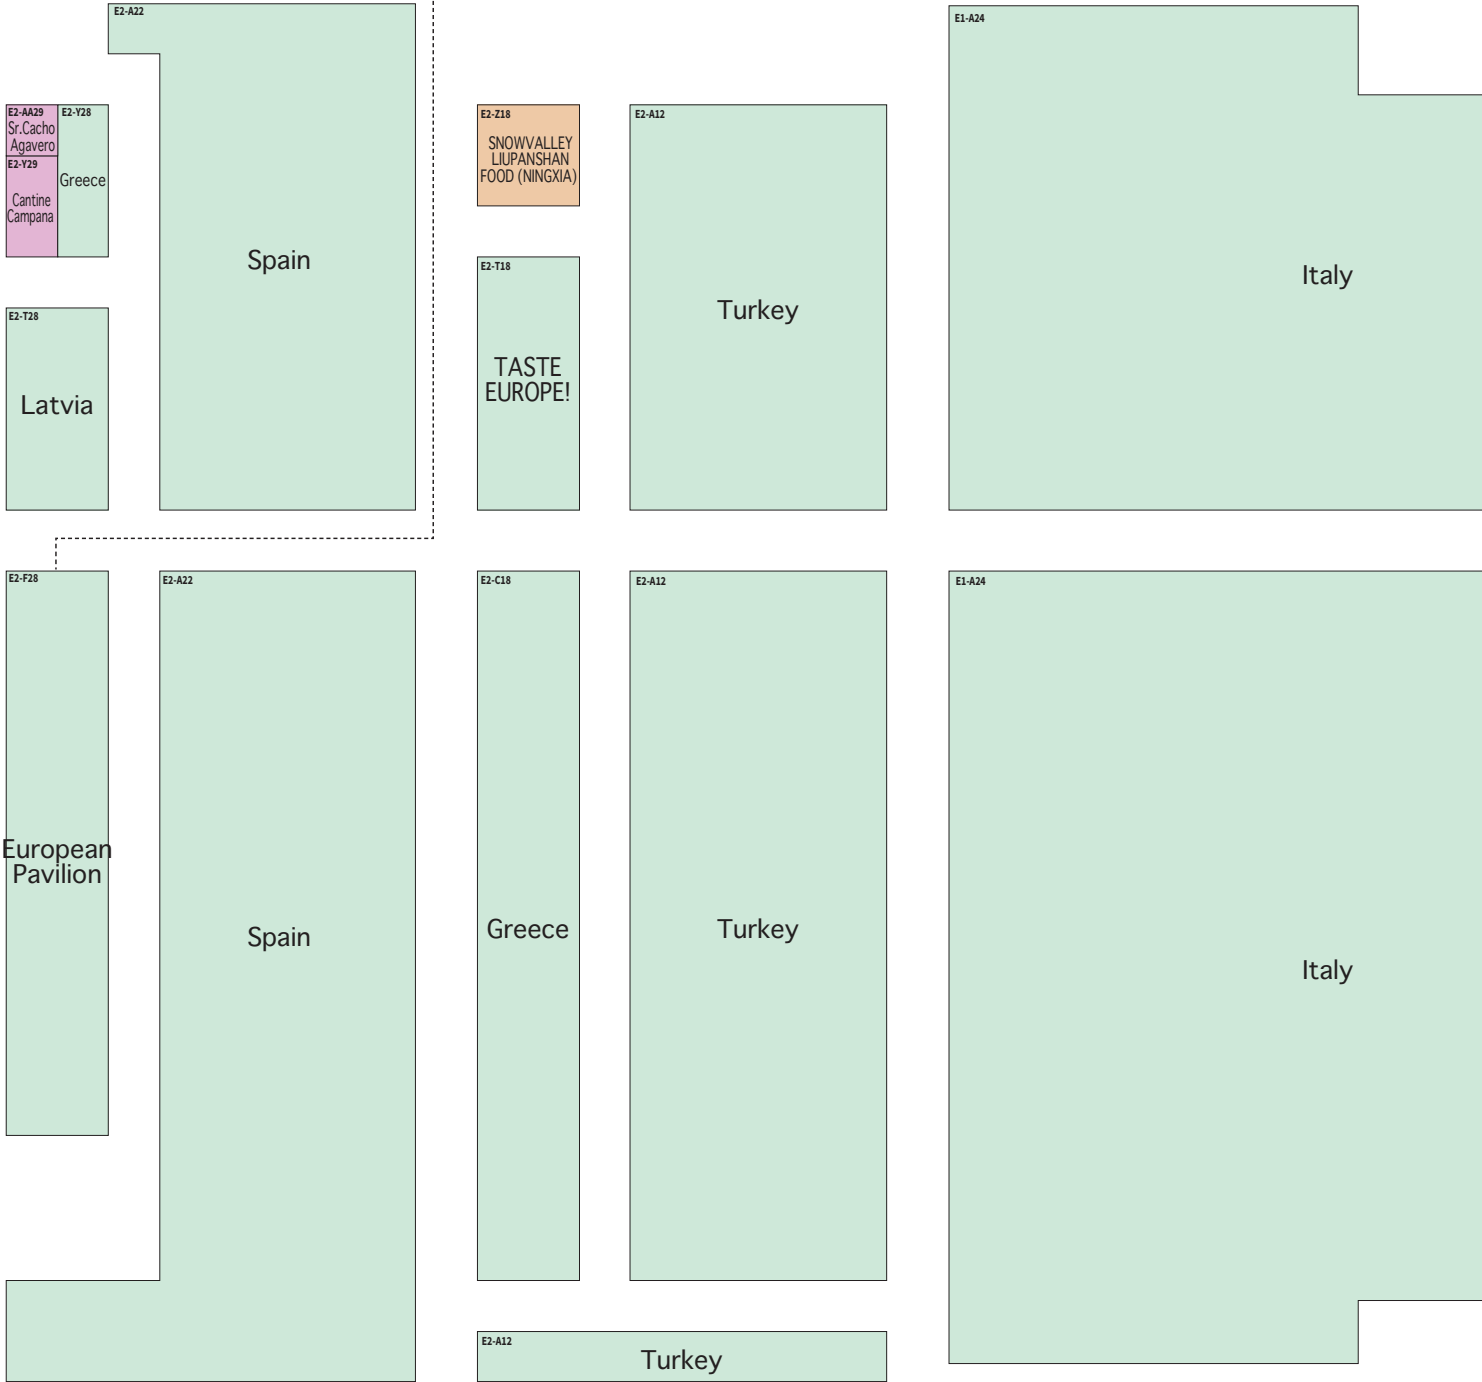 E2-A22
Spain
E1-A24
Italy
E2-AA29
Sr.Cacho
Agavero
E2-Y28
Greece
E2-Y29
Cantine
Campana
E2-Z18
SNOWVALLEY
LIUPANSHAN
FOOD (NINGXIA)
E2-A12
Turkey
E2-T18
TASTE
EUROPE!
E2-T28
Latvia
E2-F28
European
Pavilion
E2-A22
Spain
E2-C18
Greece
E2-A12
Turkey
E1-A24
Italy
E2-A12
Turkey